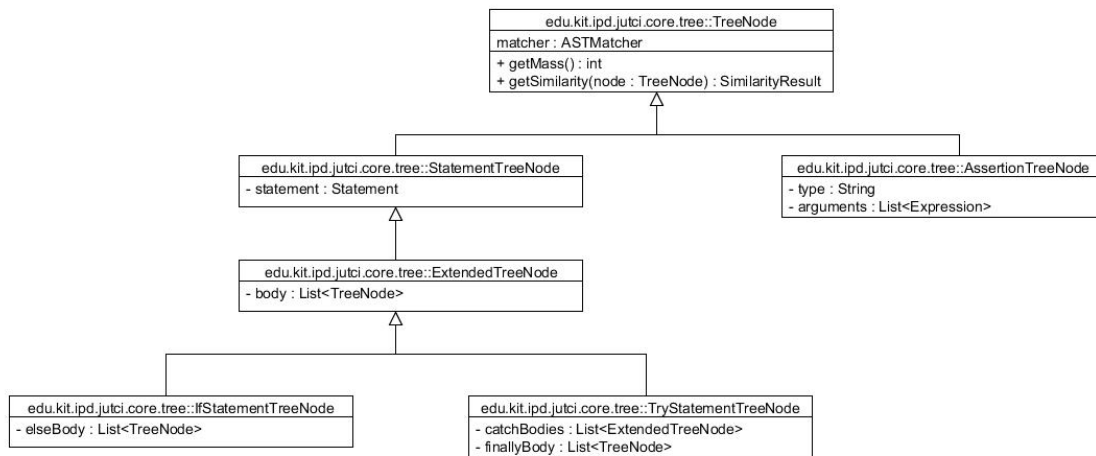 edu.kit.ipd.jutci.core.tree::TreeNode
matcher : ASTMatcher
+ getMass() : int
+ getSimilarity(node : TreeNode) : SimilarityResult
edu.kit.ipd.jutci.core.tree::StatementTreeNode
- statement : Statement
edu.kit.ipd.jutci.core.tree::AssertionTreeNode
- type : String
- arguments : List<Expression>
edu.kit.ipd.jutci.core.tree::ExtendedTreeNode
- body : List<TreeNode>
edu.kit.ipd.jutci.core.tree::IfStatementTreeNode
- elseBody : List<TreeNode>
edu.kit.ipd.jutci.core.tree::TryStatementTreeNode
- catchBodies : List<ExtendedTreeNode>
- finallyBody : List<TreeNode>